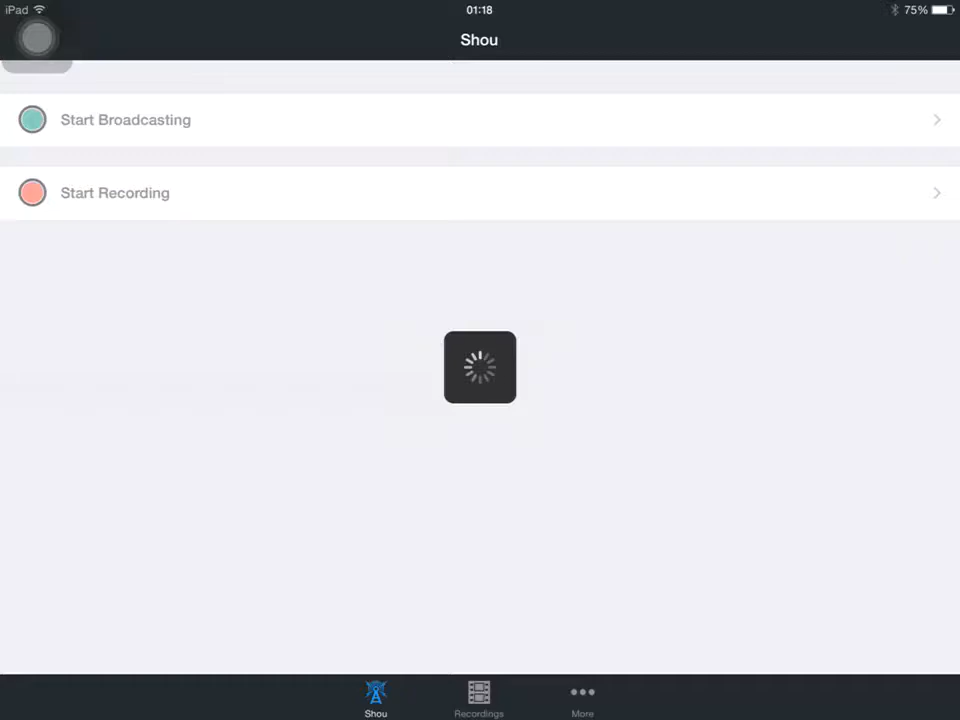 iPad 01:18 75%
Shou
Start Broadcasting
Start Recording
Shou Recordings More